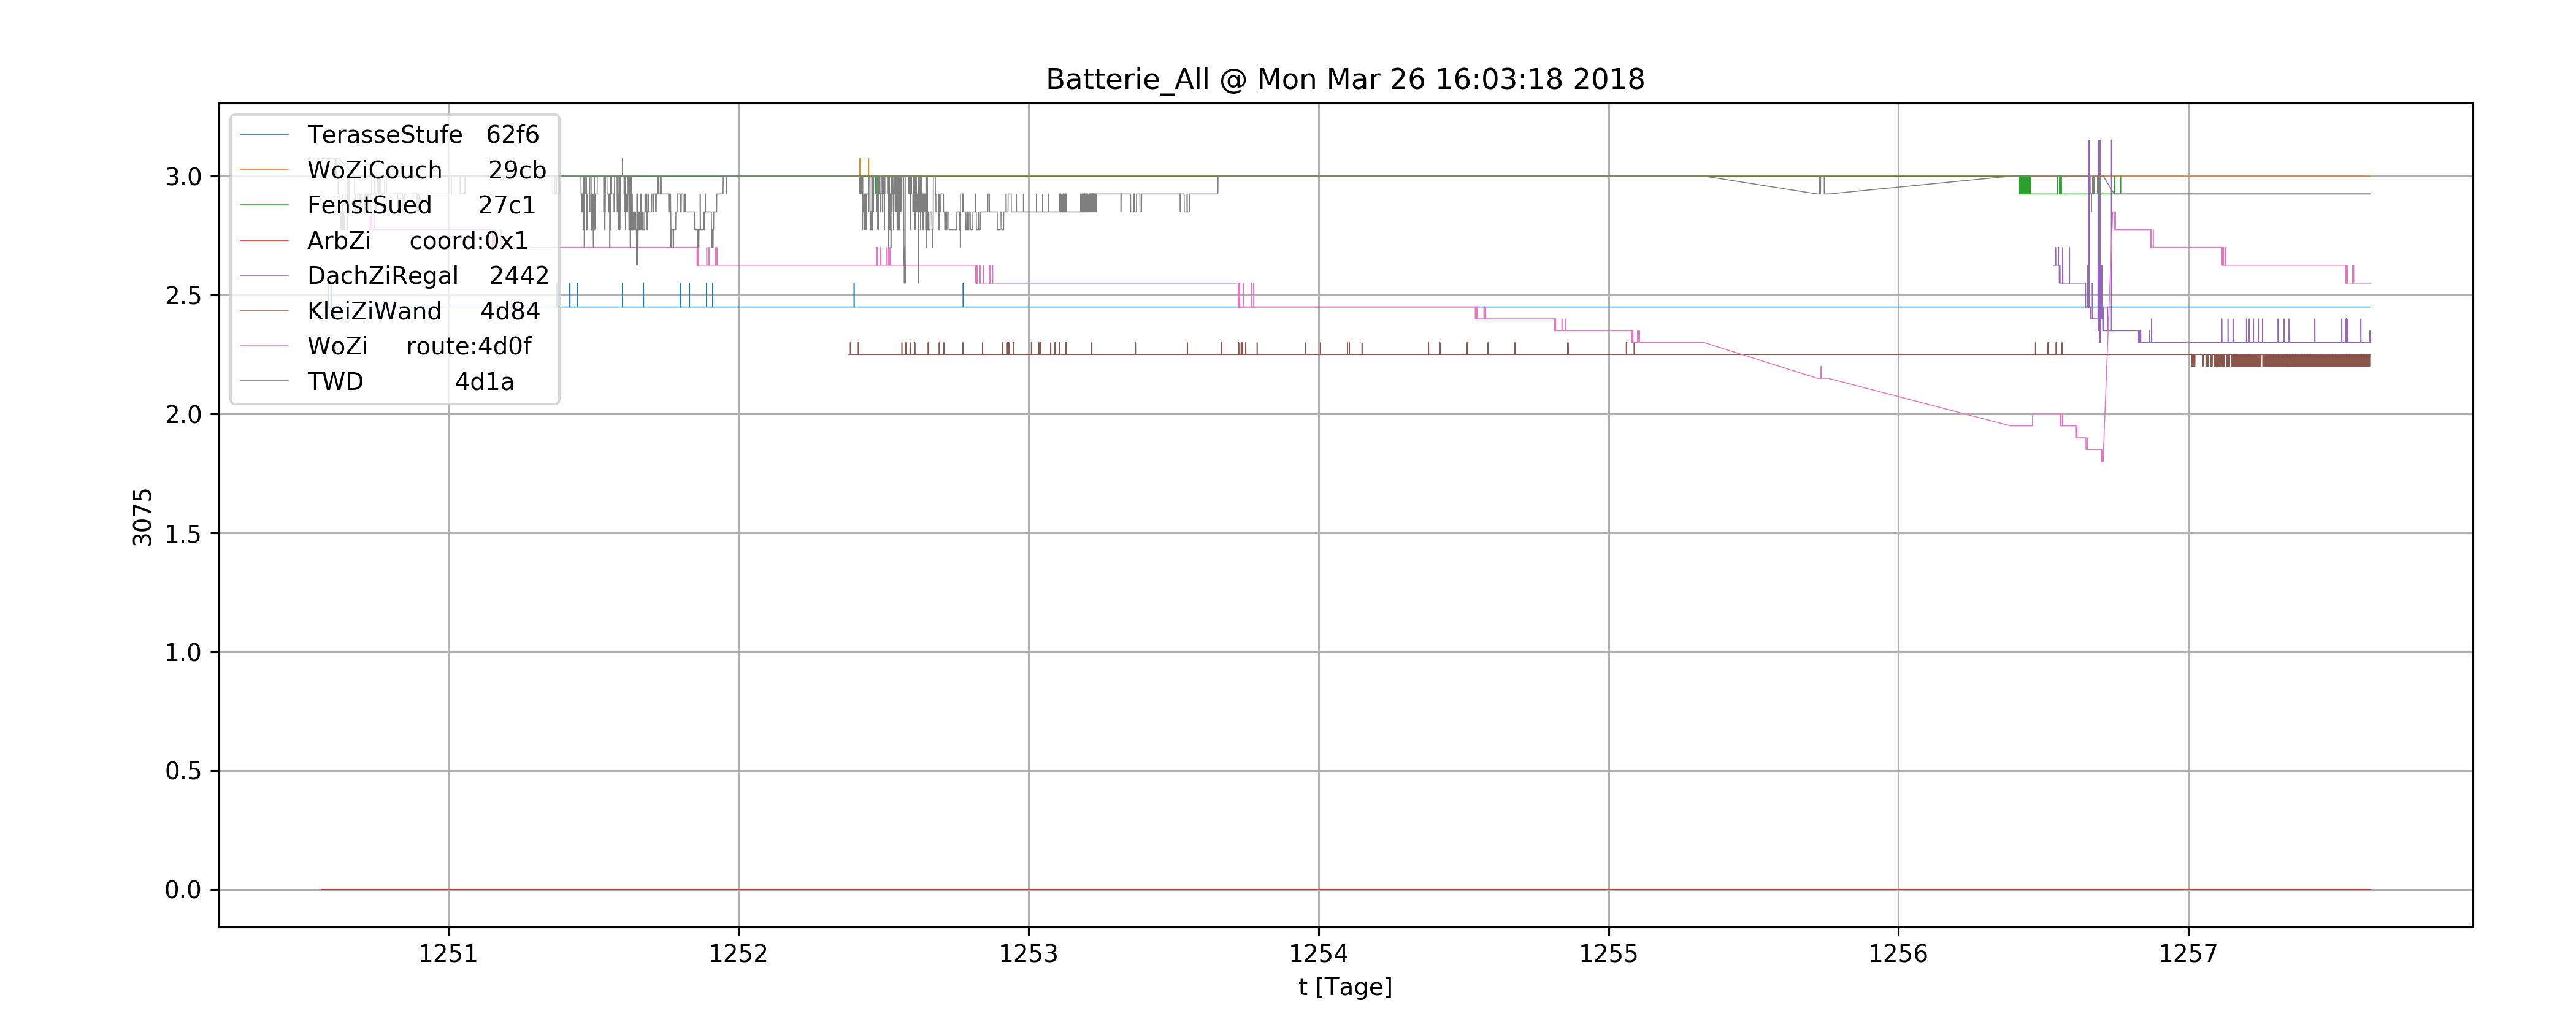 Batterie_All @ Mon Mar 26 16:03:18 2018
TerasseStufe 62f6
WoZiCouch 29cb
FenstSued 27c1
ArbZi coord:0x1
DachZiRegal 2442
KleiZiWand 4d84
WoZi route:4d0f
TWD 4d1a
3.0
2.5
2.0
1.5
1.0
0.5
0.0
3075
1251 1252 1253 1254 1255 1256 1257
t [Tage]